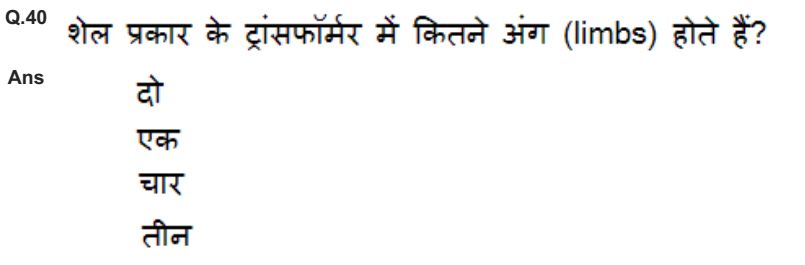 Q.40 शेल प्रकार के ट्रांसफॉर्मर में कितने अंग (limbs) होते हैं?
Ans
दो
एक
चार
तीन